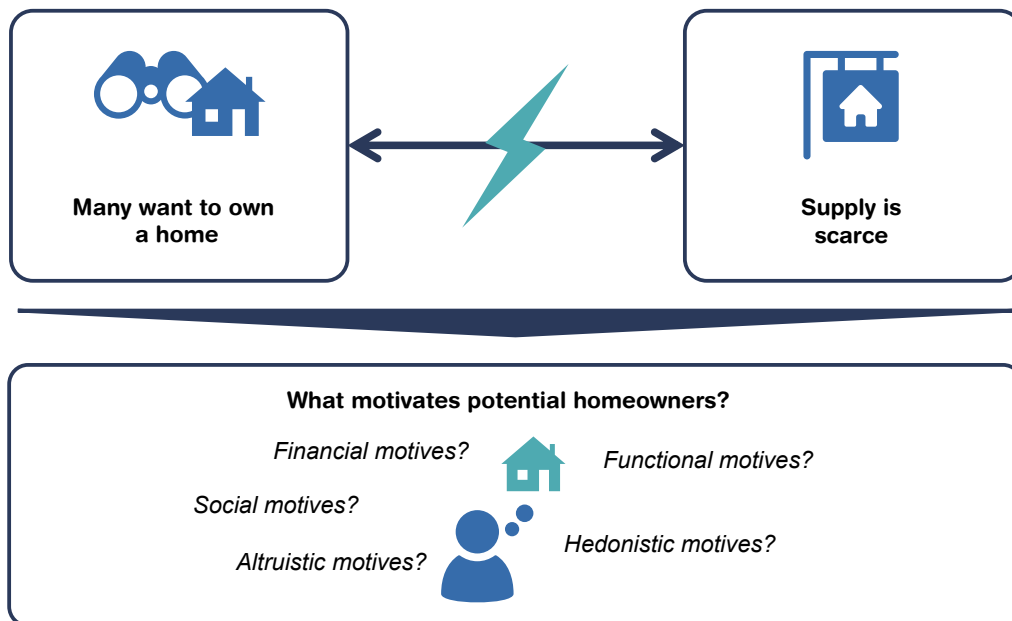 Many want to own
a home
Supply is
scarce
What motivates potential homeowners?
Financial motives?
Functional motives?
Social motives?
Hedonistic motives?
Altruistic motives?